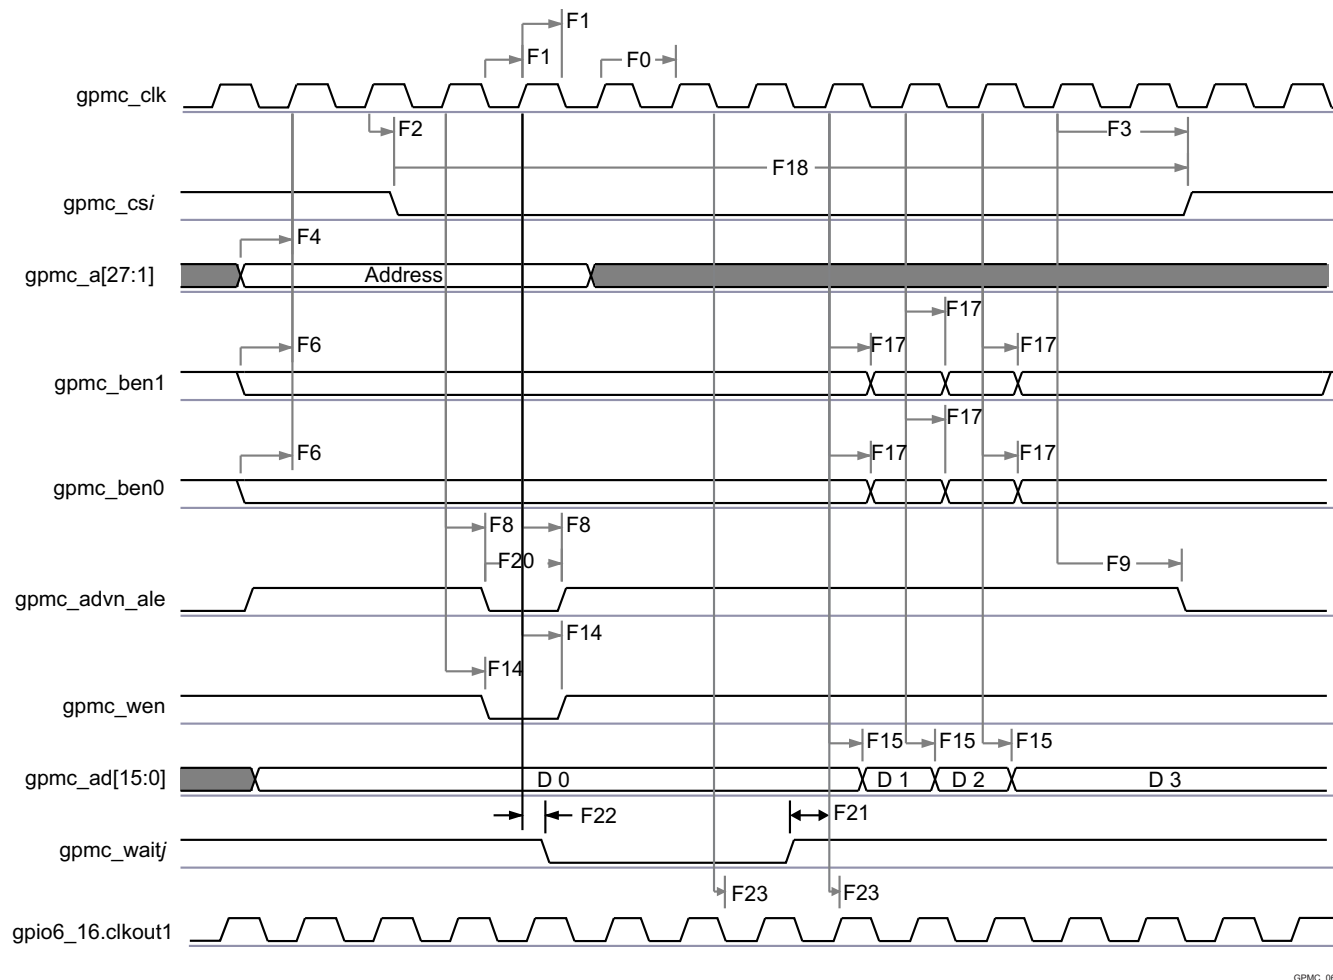 F1
F1
F0
gpmc_clk
F2
F3
F18
gpmc_csi
F4
gpmc_a[27:1]
Address
F17
F6
F17
F17
gpmc_ben1
F17
F6
F17
F17
gpmc_ben0
F8
F8
F20
F9
gpmc_advn_ale
F14
F14
gpmc_wen
F15
F15
F15
gpmc_ad[15:0]
D 0
D 1
D 2
D 3
F22
F21
gpmc_waitj
F23
F23
gpio6_16.clkout1